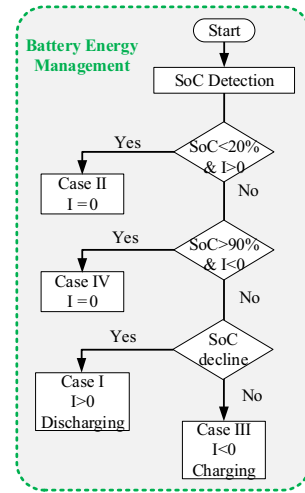 Start
Battery Energy
Management
SoC Detection
Yes
SoC<20%
& I>0
Case II
I = 0
No
Yes
SoC>90%
& I<0
Case IV
I = 0
No
Yes
SoC
decline
Case I
I>0
Discharging
No
Case III
I<0
Charging